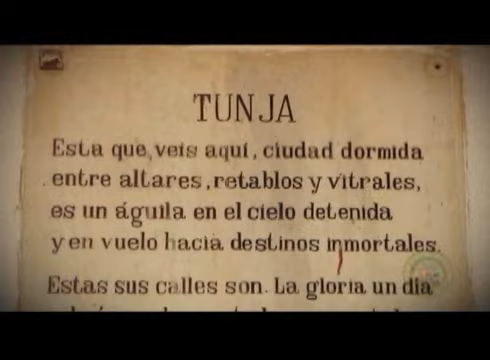 TUNJA
Esta que, veis aquí, ciudad dormida
entre altares, retablos y vitrales,
es un águila en el cielo detenida
y en vuelo hacia destinos inmortales.
Estas sus calles son. La gloria un día